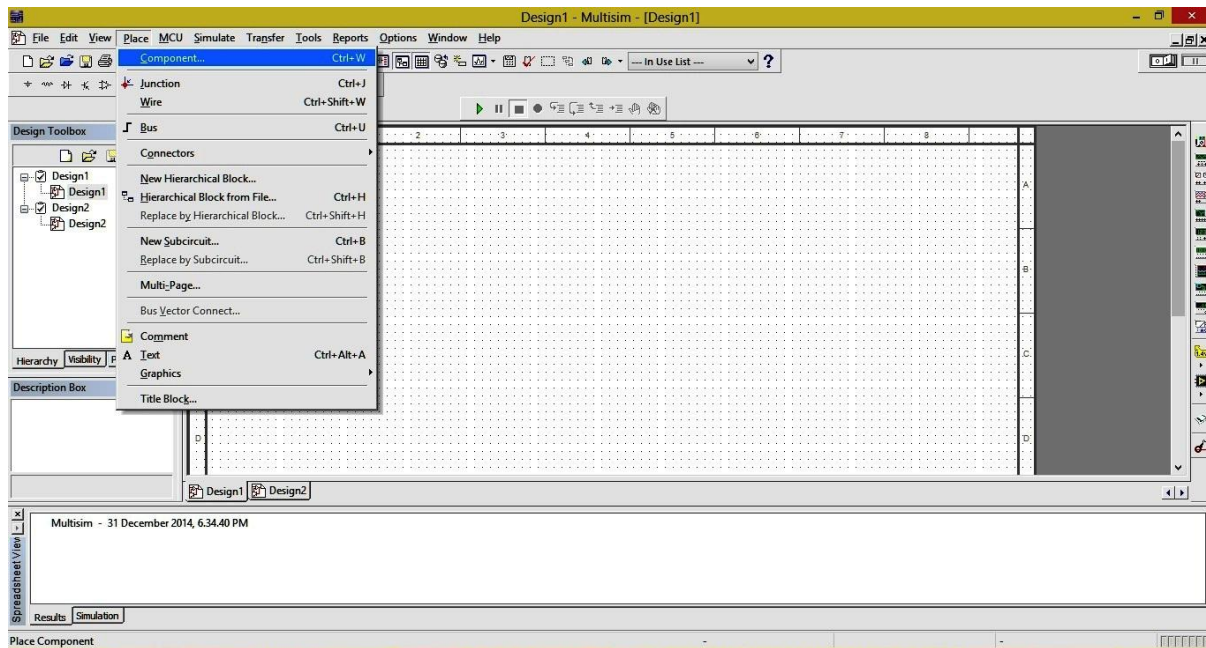 Design1 - Multisim - [Design1]
File Edit View Place MCU Simulate Transfer Tools Reports Options Window Help
--- In Use List ---
Component... Ctrl+W
Junction Ctrl+J
Wire Ctrl+Shift+W
Bus Ctrl+U
Connectors
New Hierarchical Block...
Hierarchical Block from File... Ctrl+H
Replace by Hierarchical Block... Ctrl+Shift+H
New Subcircuit... Ctrl+B
Replace by Subcircuit... Ctrl+Shift+B
Multi-Page...
Bus Vector Connect...
Comment
Text Ctrl+Alt+A
Graphics
Title Block...
Design Toolbox
Design1
Design1
Design2
Design2
Hierarchy Visibility
Description Box
2 3 4 5 6 7 8
A
B
C
D D
Design1 Design2
Multisim - 31 December 2014, 6.34.40 PM
Spreadsheet View
Results Simulation
Place Component - -